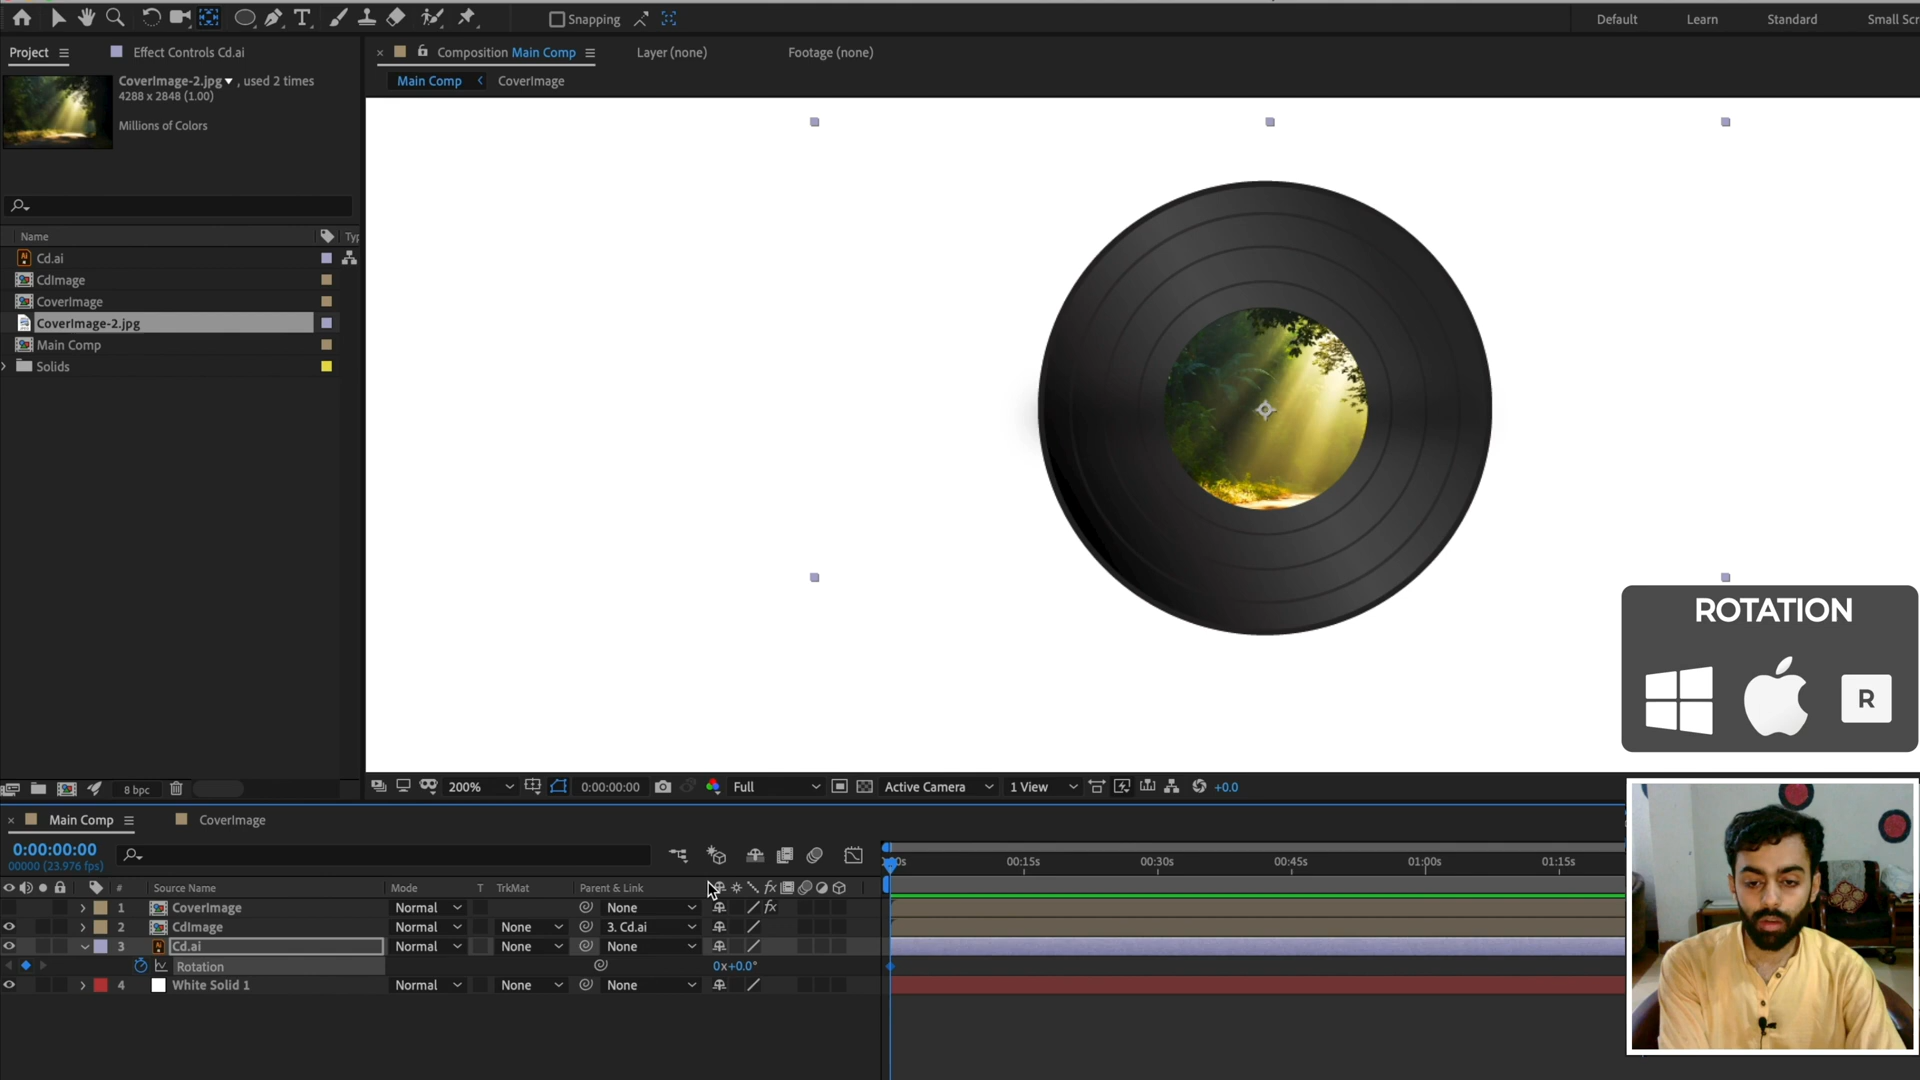 Snapping
Default
Learn
Standard
Small Scr
Project
Effect Controls Cd.ai
Composition Main Comp
Layer (none)
Footage (none)
CoverImage-2.jpg , used 2 times
4288 x 2848 (1.00)
Millions of Colors
Main Comp
CoverImage
Name
Typ
Cd.ai
CdImage
CoverImage
CoverImage-2.jpg
Main Comp
Solids
ROTATION
R
8 bpc
200%
0:00:00:00
Full
Active Camera
1 View
+0.0
Main Comp
CoverImage
0:00:00:00
00000 (23.976 fps)
00:15s
00:30s
00:45s
01:00s
01:15s
# Source Name Mode T TrkMat Parent & Link
1 CoverImage Normal None fx
2 CdImage Normal None 3. Cd.ai
3 Cd.ai Normal None None
Rotation 0x+0.0°
4 White Solid 1 Normal None None